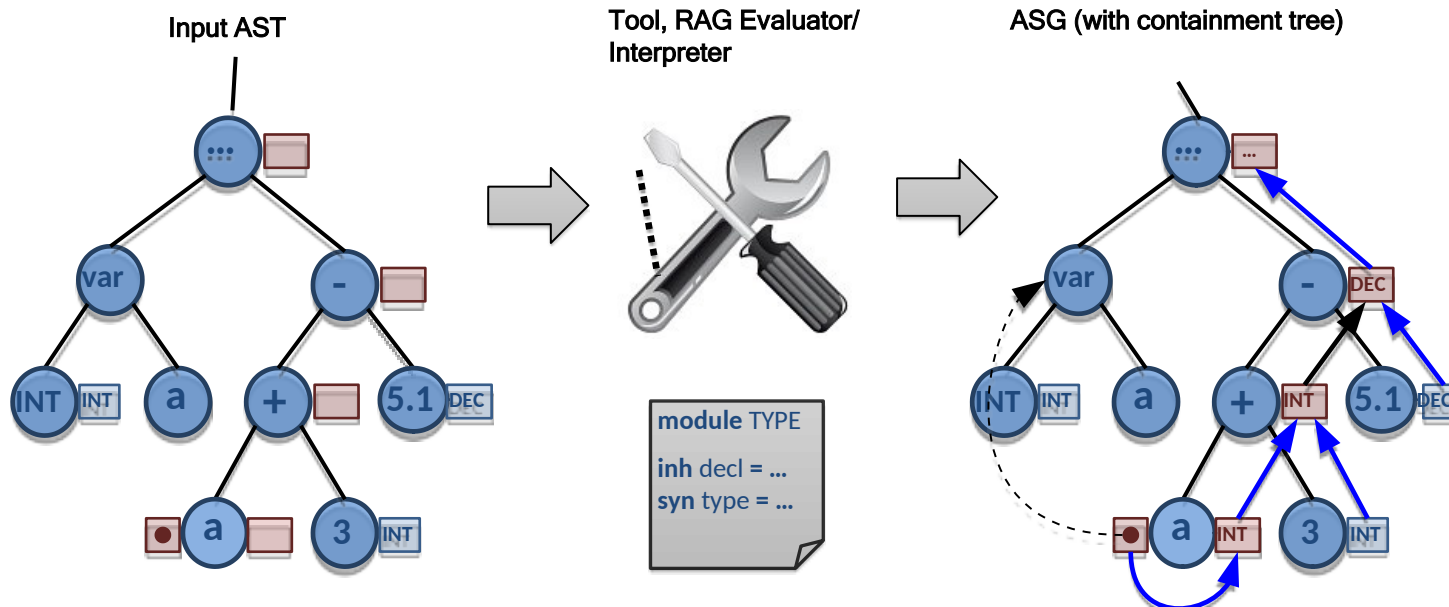 Input AST
Tool, RAG Evaluator/
Interpreter
ASG (with containment tree)
...
... ...
var
-
var
- DEC
INT INT
a
+
5.1 DEC
INT INT
a
+ INT
5.1 DEC
module TYPE
inh decl = ...
syn type = ...
a
3 INT
a INT
3 INT